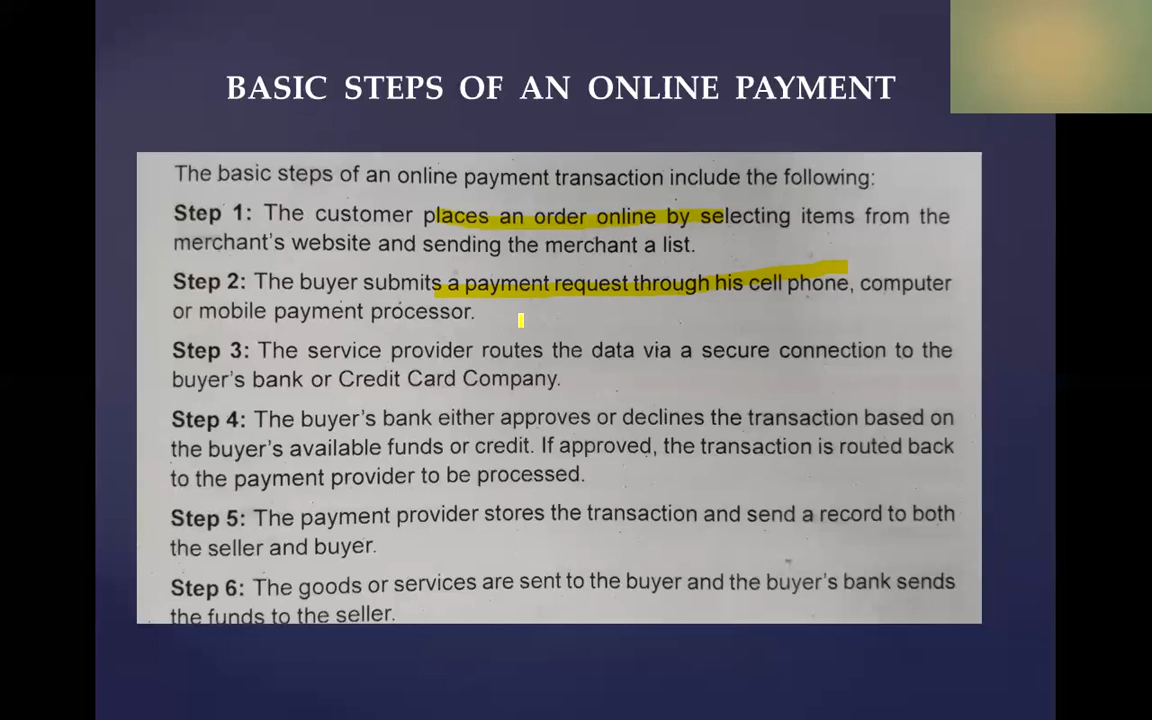 BASIC STEPS OF AN ONLINE PAYMENT
The basic steps of an online payment transaction include the following:
Step 1: The customer places an order online by selecting items from the
merchant's website and sending the merchant a list.
Step 2: The buyer submits a payment request through his cell phone, computer
or mobile payment processor.
Step 3: The service provider routes the data via a secure connection to the
buyer's bank or Credit Card Company.
Step 4: The buyer's bank either approves or declines the transaction based on
the buyer's available funds or credit. If approved, the transaction is routed back
to the payment provider to be processed.
Step 5: The payment provider stores the transaction and send a record to both
the seller and buyer.
Step 6: The goods or services are sent to the buyer and the buyer's bank sends
the funds to the seller.